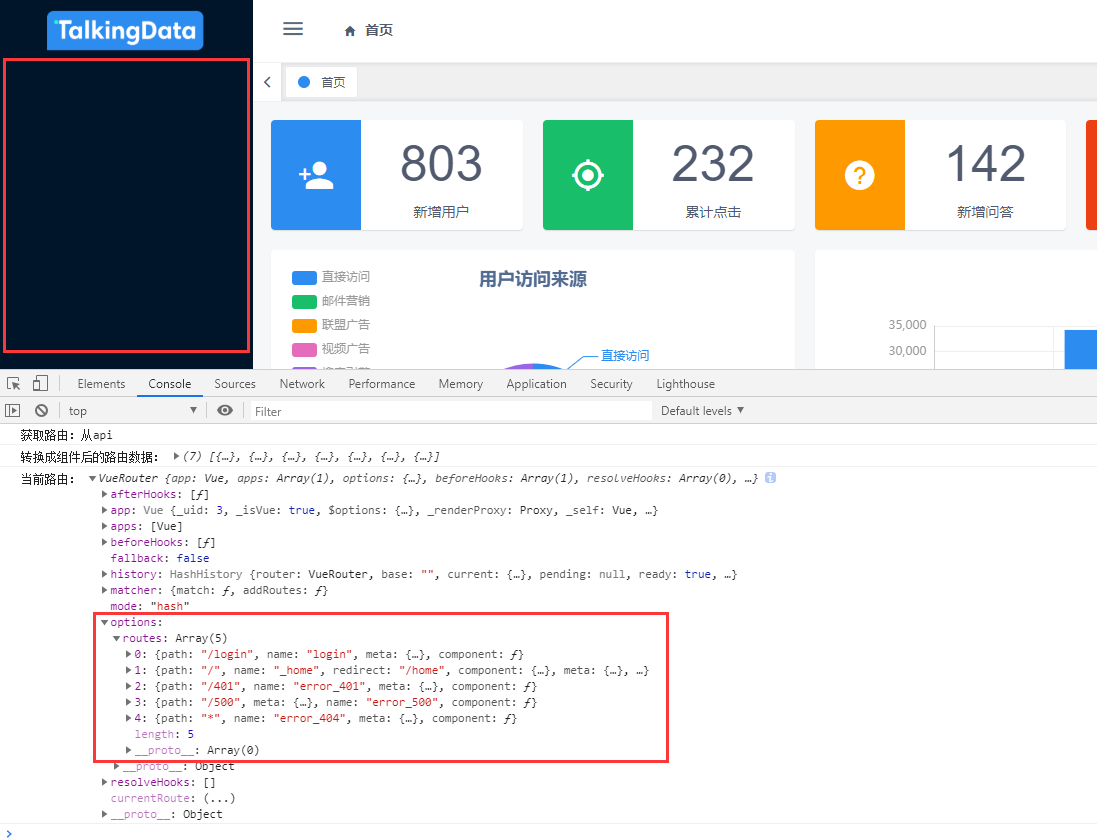 TalkingData
首页
首页
803
新增用户
232
累计点击
?
142
新增问答
直接访问
邮件营销
联盟广告
视频广告
用户访问来源
直接访问
35,000
30,000
Elements Console Sources Network Performance Memory Application Security Lighthouse
top Filter Default levels
获取路由: 从api
转换成组件后的路由数据: (7) [{…}, {…}, {…}, {…}, {…}, {…}, {…}]
当前路由: VueRouter {app: Vue, apps: Array(1), options: {…}, beforeHooks: Array(1), resolveHooks: Array(0), …}
afterHooks: [ƒ]
app: Vue {_uid: 3, _isVue: true, $options: {…}, _renderProxy: Proxy, _self: Vue, …}
apps: [Vue]
beforeHooks: [ƒ]
fallback: false
history: HashHistory {router: VueRouter, base: "", current: {…}, pending: null, ready: true, …}
matcher: {match: ƒ, addRoutes: ƒ}
mode: "hash"
options:
routes: Array(5)
0: {path: "/login", name: "login", meta: {…}, component: ƒ}
1: {path: "/", name: "_home", redirect: "/home", component: {…}, meta: {…}, …}
2: {path: "/401", name: "error_401", meta: {…}, component: ƒ}
3: {path: "/500", meta: {…}, name: "error_500", component: ƒ}
4: {path: "*", name: "error_404", meta: {…}, component: ƒ}
length: 5
__proto__: Array(0)
__proto__: Object
resolveHooks: []
currentRoute: (...)
__proto__: Object